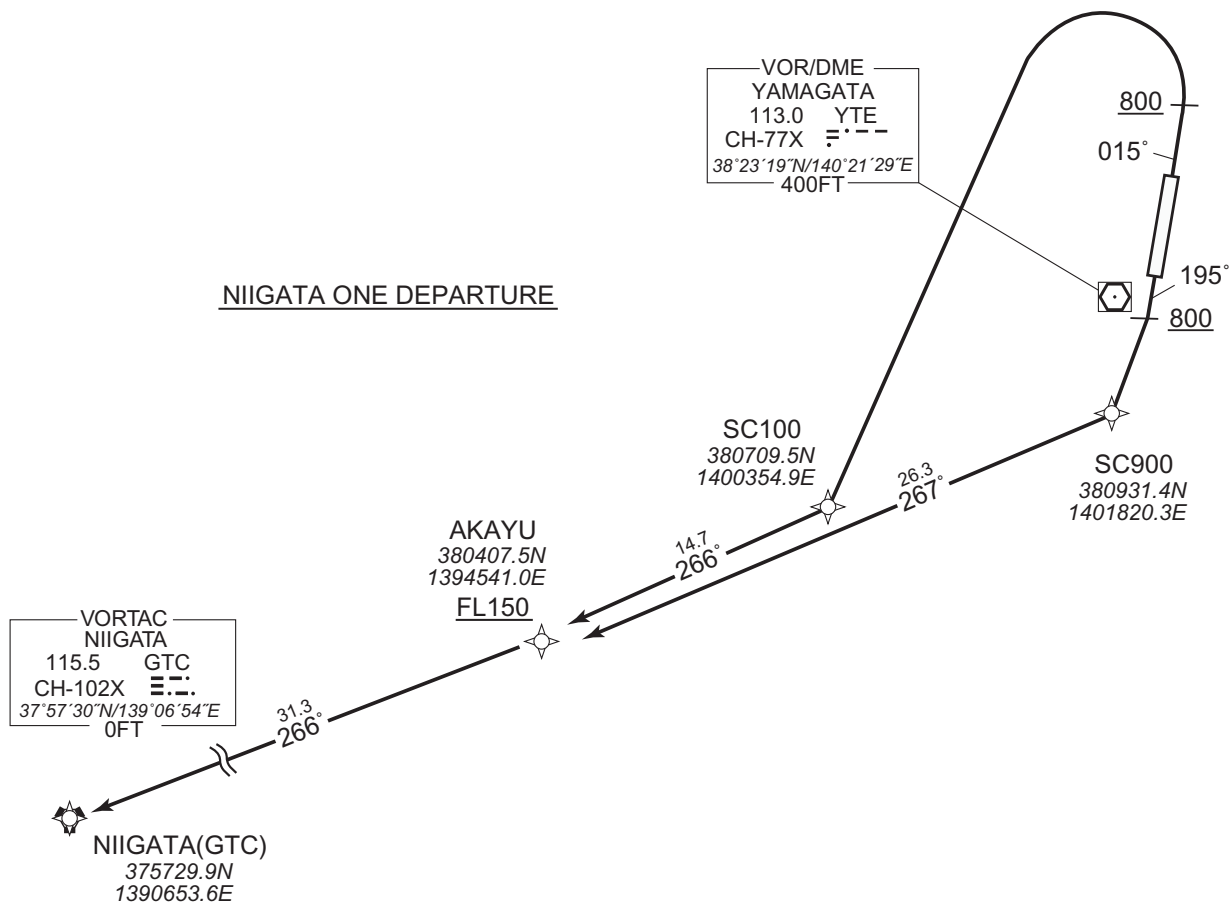 VOR/DME
YAMAGATA
113.0 YTE
CH-77X
38°23´19˝N/140°21´29˝E
400FT
800
015°
195°
800
NIIGATA ONE DEPARTURE
SC100
380709.5N
1400354.9E
SC900
380931.4N
1401820.3E
26.3
267°
14.7
266°
AKAYU
380407.5N
1394541.0E
FL150
VORTAC
NIIGATA
115.5 GTC
CH-102X
37°57´30˝N/139°06´54˝E
0FT
31.3
266°
NIIGATA(GTC)
375729.9N
1390653.6E